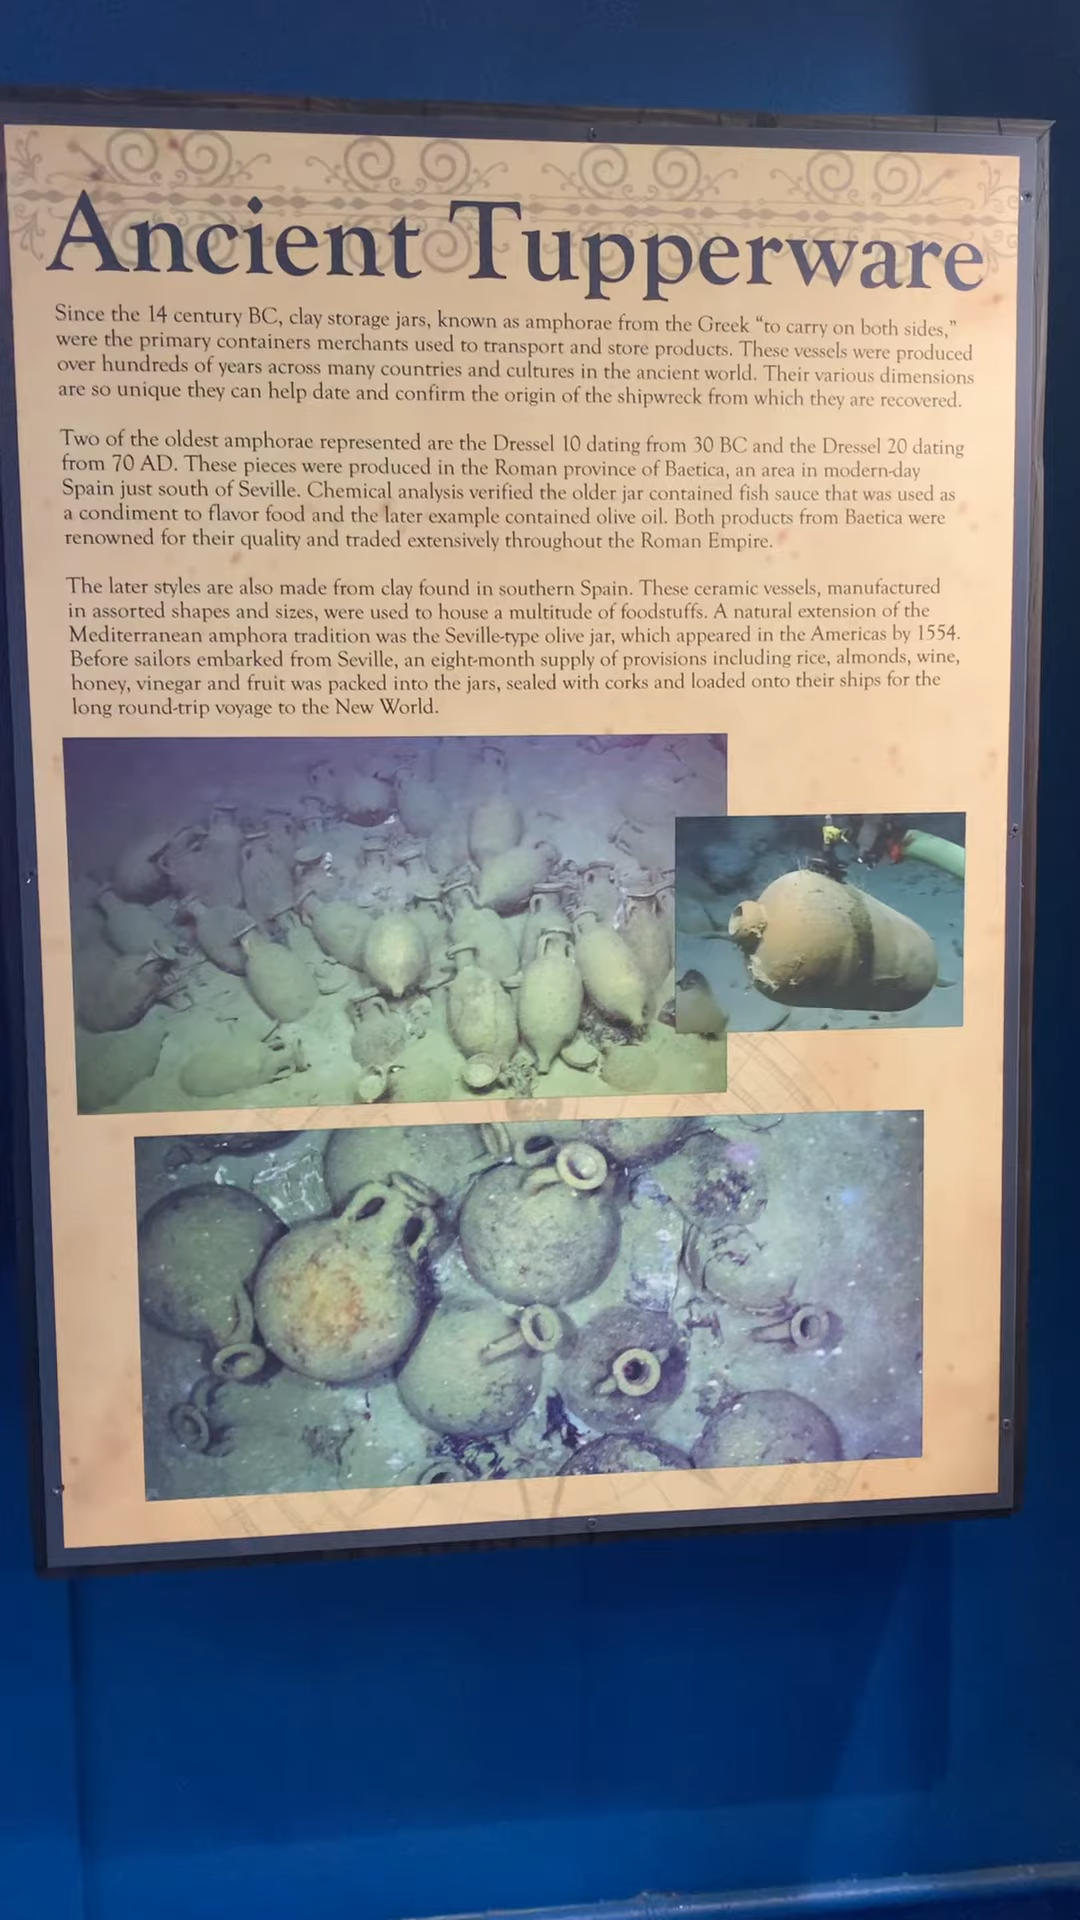 Ancient Tupperware
Since the 14 century BC, clay storage jars, known as amphorae from the Greek “to carry on both sides,”
were the primary containers merchants used to transport and store products. These vessels were produced
over hundreds of years across many countries and cultures in the ancient world. Their various dimensions
are so unique they can help date and confirm the origin of the shipwreck from which they are recovered.
Two of the oldest amphorae represented are the Dressel 10 dating from 30 BC and the Dressel 20 dating
from 70 AD. These pieces were produced in the Roman province of Baetica, an area in modern-day
Spain just south of Seville. Chemical analysis verified the older jar contained fish sauce that was used as
a condiment to flavor food and the later example contained olive oil. Both products from Baetica were
renowned for their quality and traded extensively throughout the Roman Empire.
The later styles are also made from clay found in southern Spain. These ceramic vessels, manufactured
in assorted shapes and sizes, were used to house a multitude of foodstuffs. A natural extension of the
Mediterranean amphora tradition was the Seville-type olive jar, which appeared in the Americas by 1554.
Before sailors embarked from Seville, an eight-month supply of provisions including rice, almonds, wine,
honey, vinegar and fruit was packed into the jars, sealed with corks and loaded onto their ships for the
long round-trip voyage to the New World.